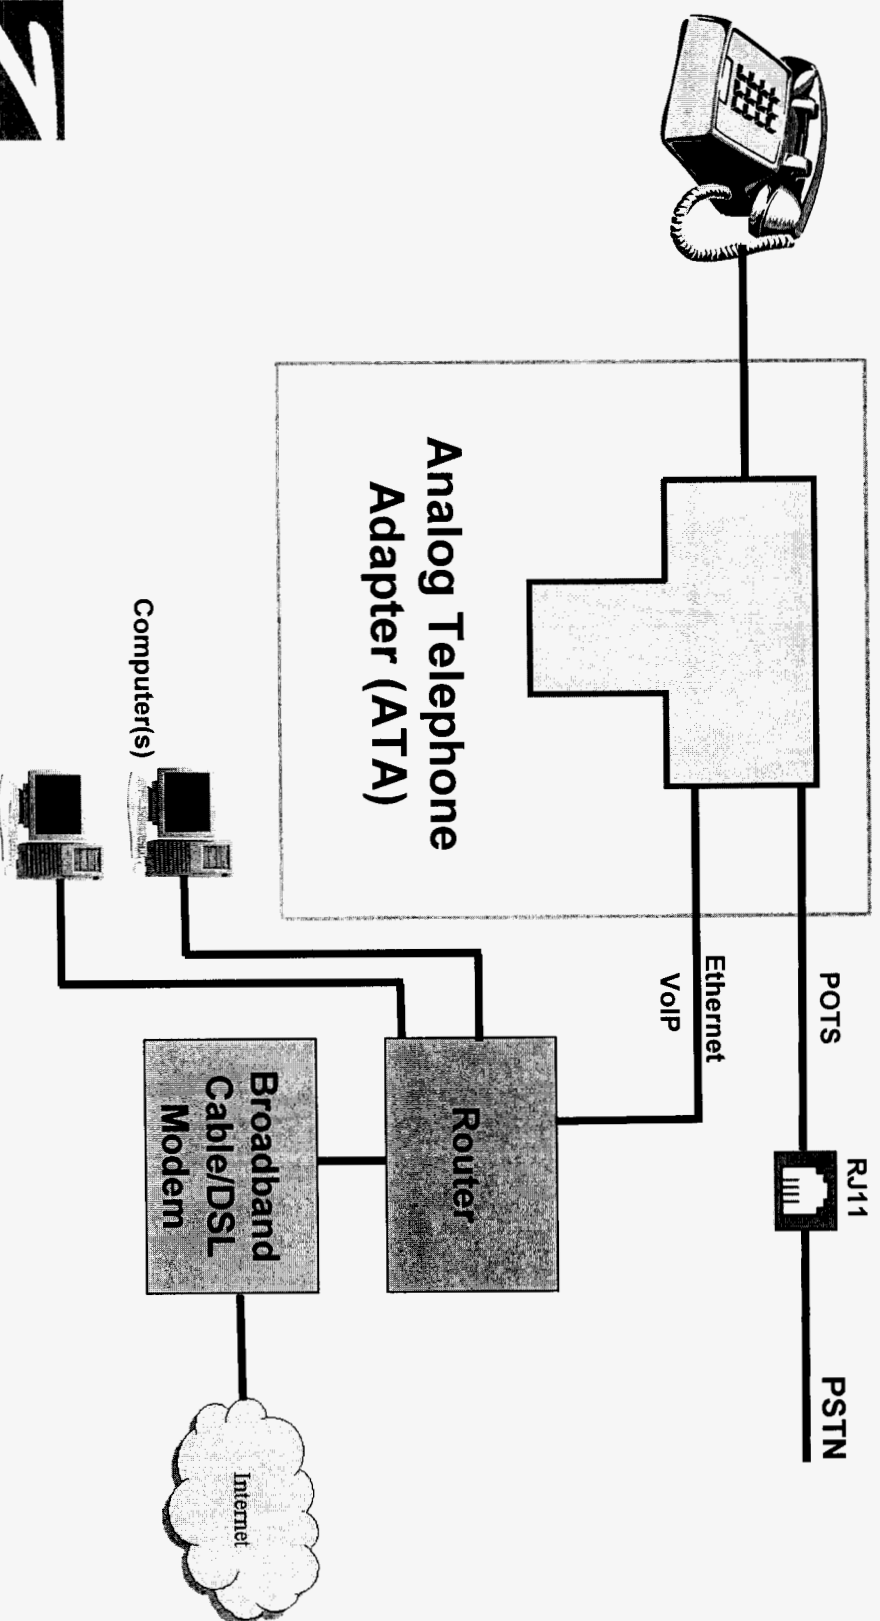 RJ11
PSTN
POTS
Ethernet
VoIP
Analog Telephone
Adapter (ATA)
Router
Broadband
Cable/DSL
Modem
Internet
Computer(s)